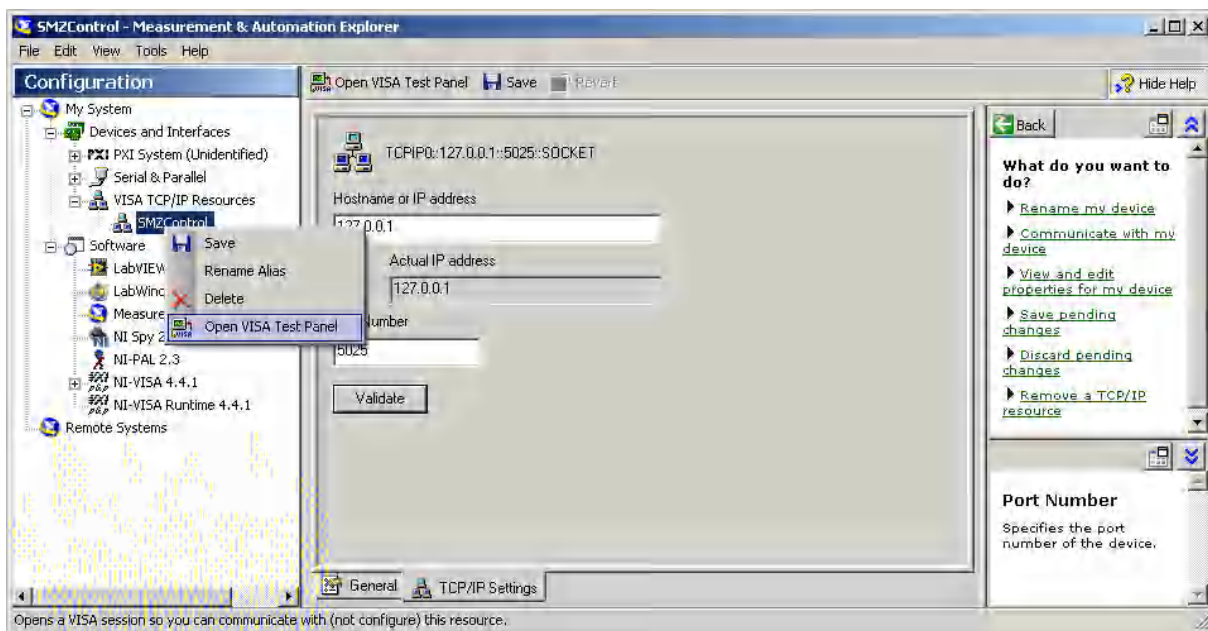 SMZControl - Measurement & Automation Explorer
File Edit View Tools Help
Configuration
Open VISA Test Panel Save Revert
Hide Help
My System
Devices and Interfaces
PXI PXI System (Unidentified)
Serial & Parallel
VISA TCP/IP Resources
SMZControl
Software
LabVIEW
LabWinc
Measure
NI Spy 2
NI-PAL 2.3
NI-VISA 4.4.1
NI-VISA Runtime 4.4.1
Remote Systems
Save
Rename Alias
Delete
Open VISA Test Panel
TCPIP0::127.0.0.1::5025::SOCKET
Hostname or IP address
127.0.0.1
Actual IP address
127.0.0.1
Number
5025
Validate
General TCP/IP Settings
Back
What do you want to
do?
Rename my device
Communicate with my
device
View and edit
properties for my device
Save pending
changes
Discard pending
changes
Remove a TCP/IP
resource
Port Number
Specifies the port
number of the device.
Opens a VISA session so you can communicate with (not configure) this resource.